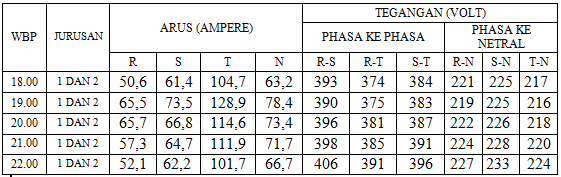 WBP JURUSAN ARUS (AMPERE) TEGANGAN (VOLT)
PHASA KE PHASA PHASA KE NETRAL
R S T N R-S R-T S-T R-N S-N T-N
18.00 1 DAN 2 50,6 61,4 104,7 63,2 393 374 384 221 225 217
19.00 1 DAN 2 65,5 73,5 128,9 78,4 390 375 383 219 225 216
20.00 1 DAN 2 65,7 66,8 114,6 73,4 396 381 387 222 226 218
21.00 1 DAN 2 57,3 64,7 111,9 71,7 398 385 391 224 228 220
22.00 1 DAN 2 52,1 62,2 101,7 66,7 406 391 396 227 233 224